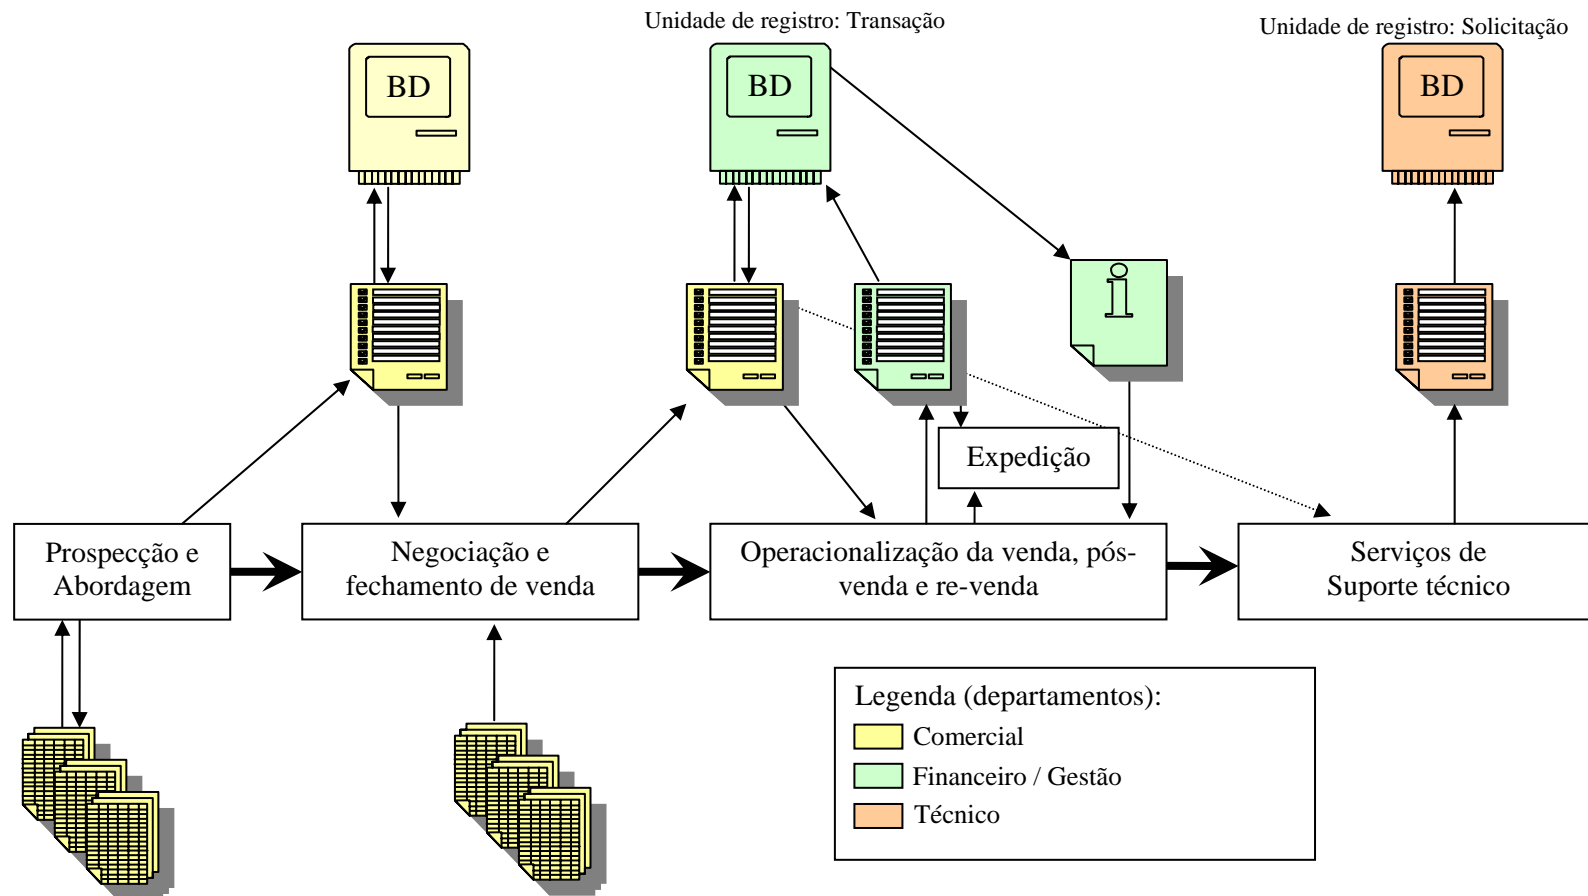 Unidade de registro: Transação
Unidade de registro: Solicitação
BD
BD
BD
i
Expedição
Prospecção e
Abordagem
Negociação e
fechamento de venda
Operacionalização da venda, pós-
venda e re-venda
Serviços de
Suporte técnico
Legenda (departamentos):
Comercial
Financeiro / Gestão
Técnico